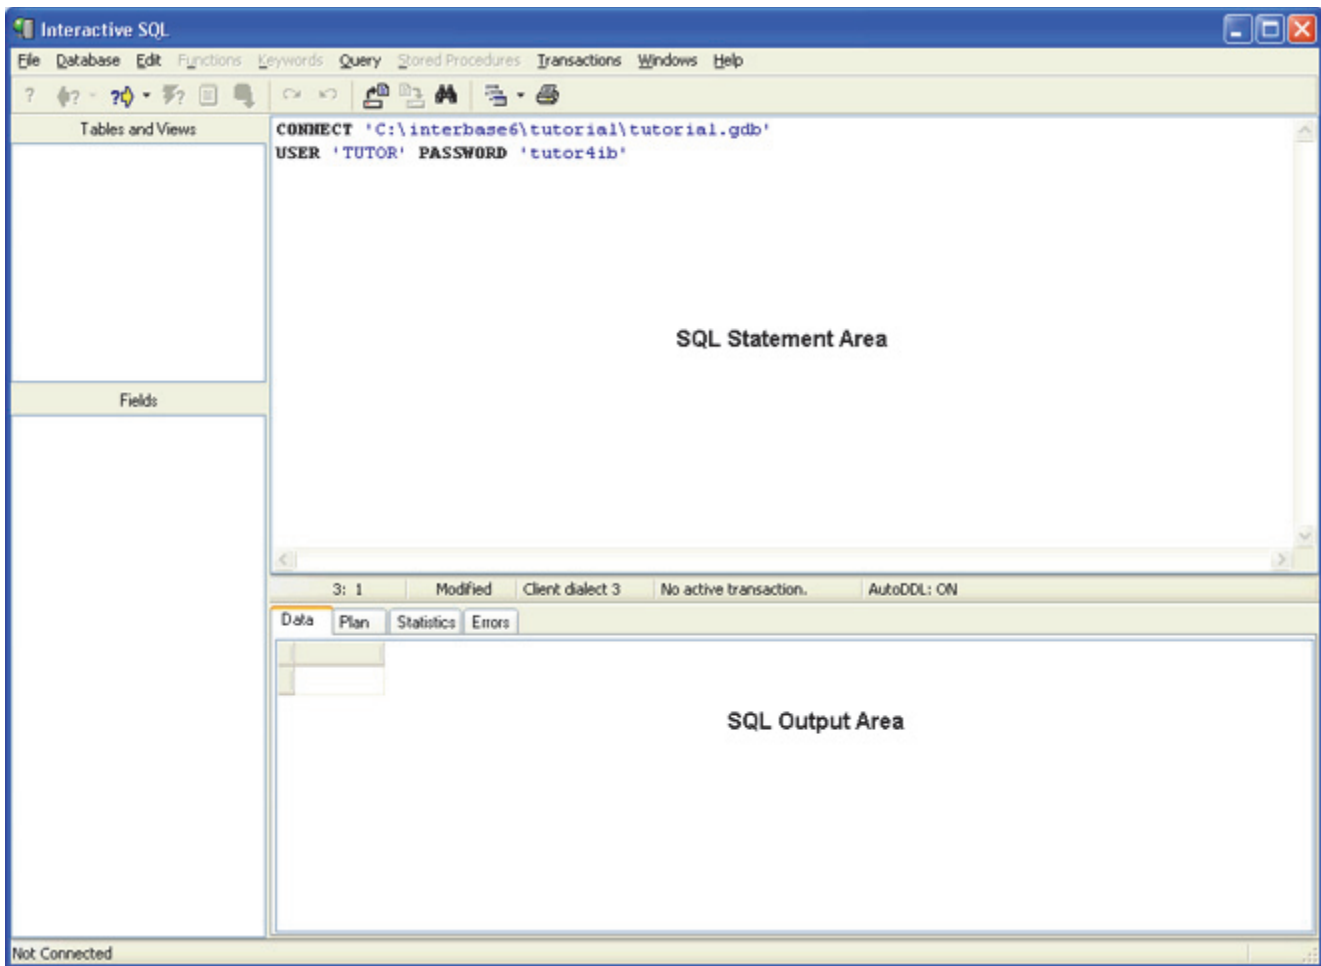 Interactive SQL
File Database Edit Functions Keywords Query Stored Procedures Transactions Windows Help
Tables and Views
CONNECT 'C:\interbase6\tutorial\tutorial.gdb'
USER 'TUTOR' PASSWORD 'tutor4ib'
SQL Statement Area
Fields
3: 1 Modified Client dialect 3 No active transaction. AutoDDL: ON
Data Plan Statistics Errors
SQL Output Area
Not Connected